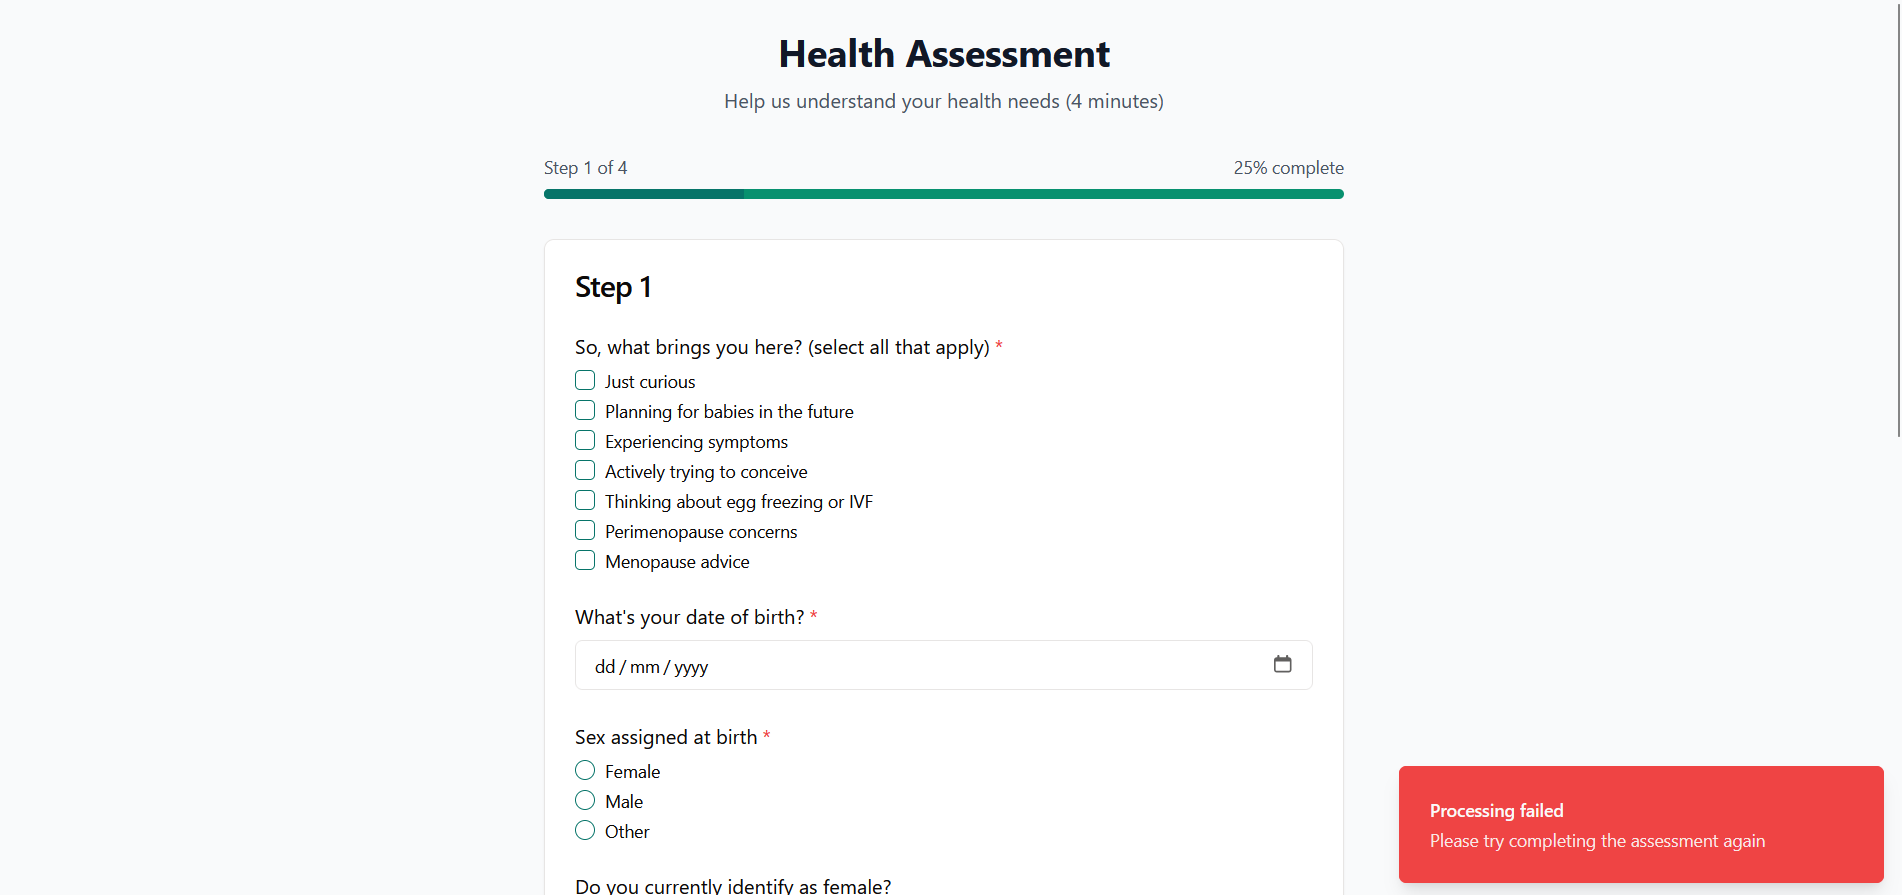 Health Assessment
Help us understand your health needs (4 minutes)
Step 1 of 4
25% complete
Step 1
So, what brings you here? (select all that apply) *
Just curious
Planning for babies in the future
Experiencing symptoms
Actively trying to conceive
Thinking about egg freezing or IVF
Perimenopause concerns
Menopause advice
What's your date of birth? *
dd / mm / yyyy
Sex assigned at birth *
Female
Male
Other
Do you currently identify as female?
Processing failed
Please try completing the assessment again